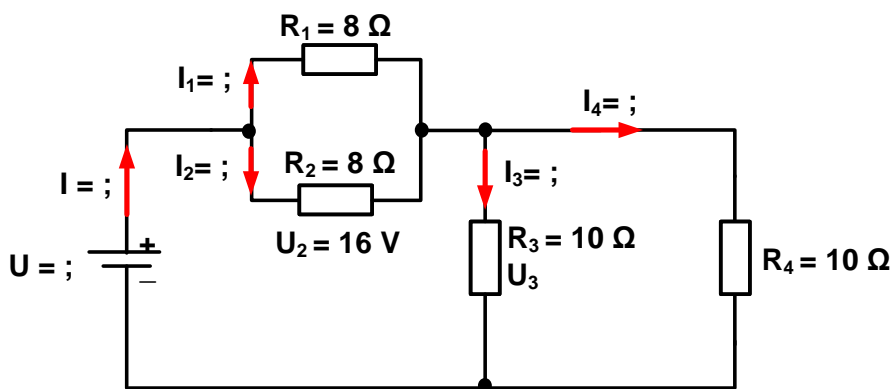 R₁ = 8 Ω
I₁= ;
I₄= ;
I₂= ;
R₂ = 8 Ω
I₃= ;
I = ;
U₂ = 16 V
R₃ = 10 Ω
+
U = ;
U₃
R₄ = 10 Ω
_